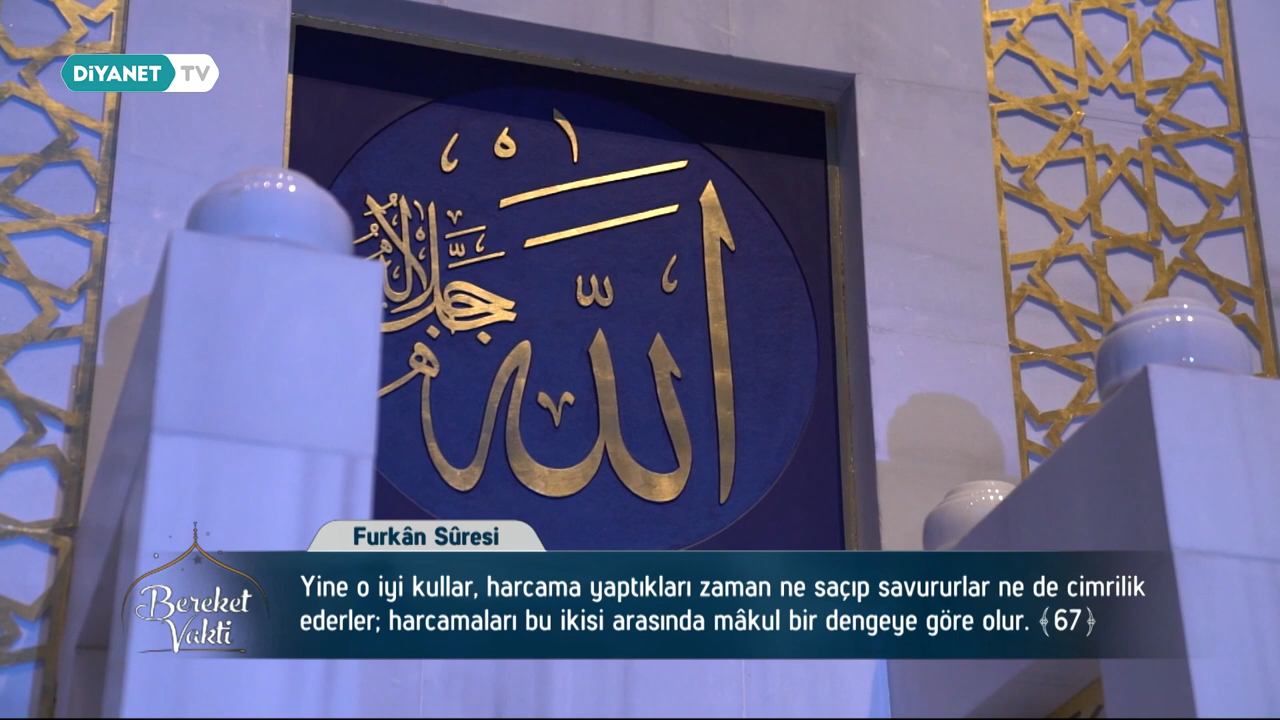 DİYANET TV
الله
جل جلاله
Furkân Sûresi
Bereket
Vakti
Yine o iyi kullar, harcama yaptıkları zaman ne saçıp savururlar ne de cimrilik
ederler; harcamaları bu ikisi arasında mâkul bir dengeye göre olur. ﴾67﴿